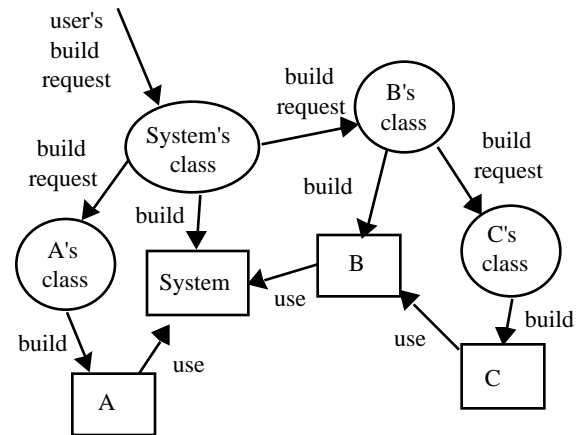 user's
build
request
System's
class
build
request
B's
class
build
request
build
request
build
build
A's
class
C's
class
System
B
use
build
build
use
use
A
C